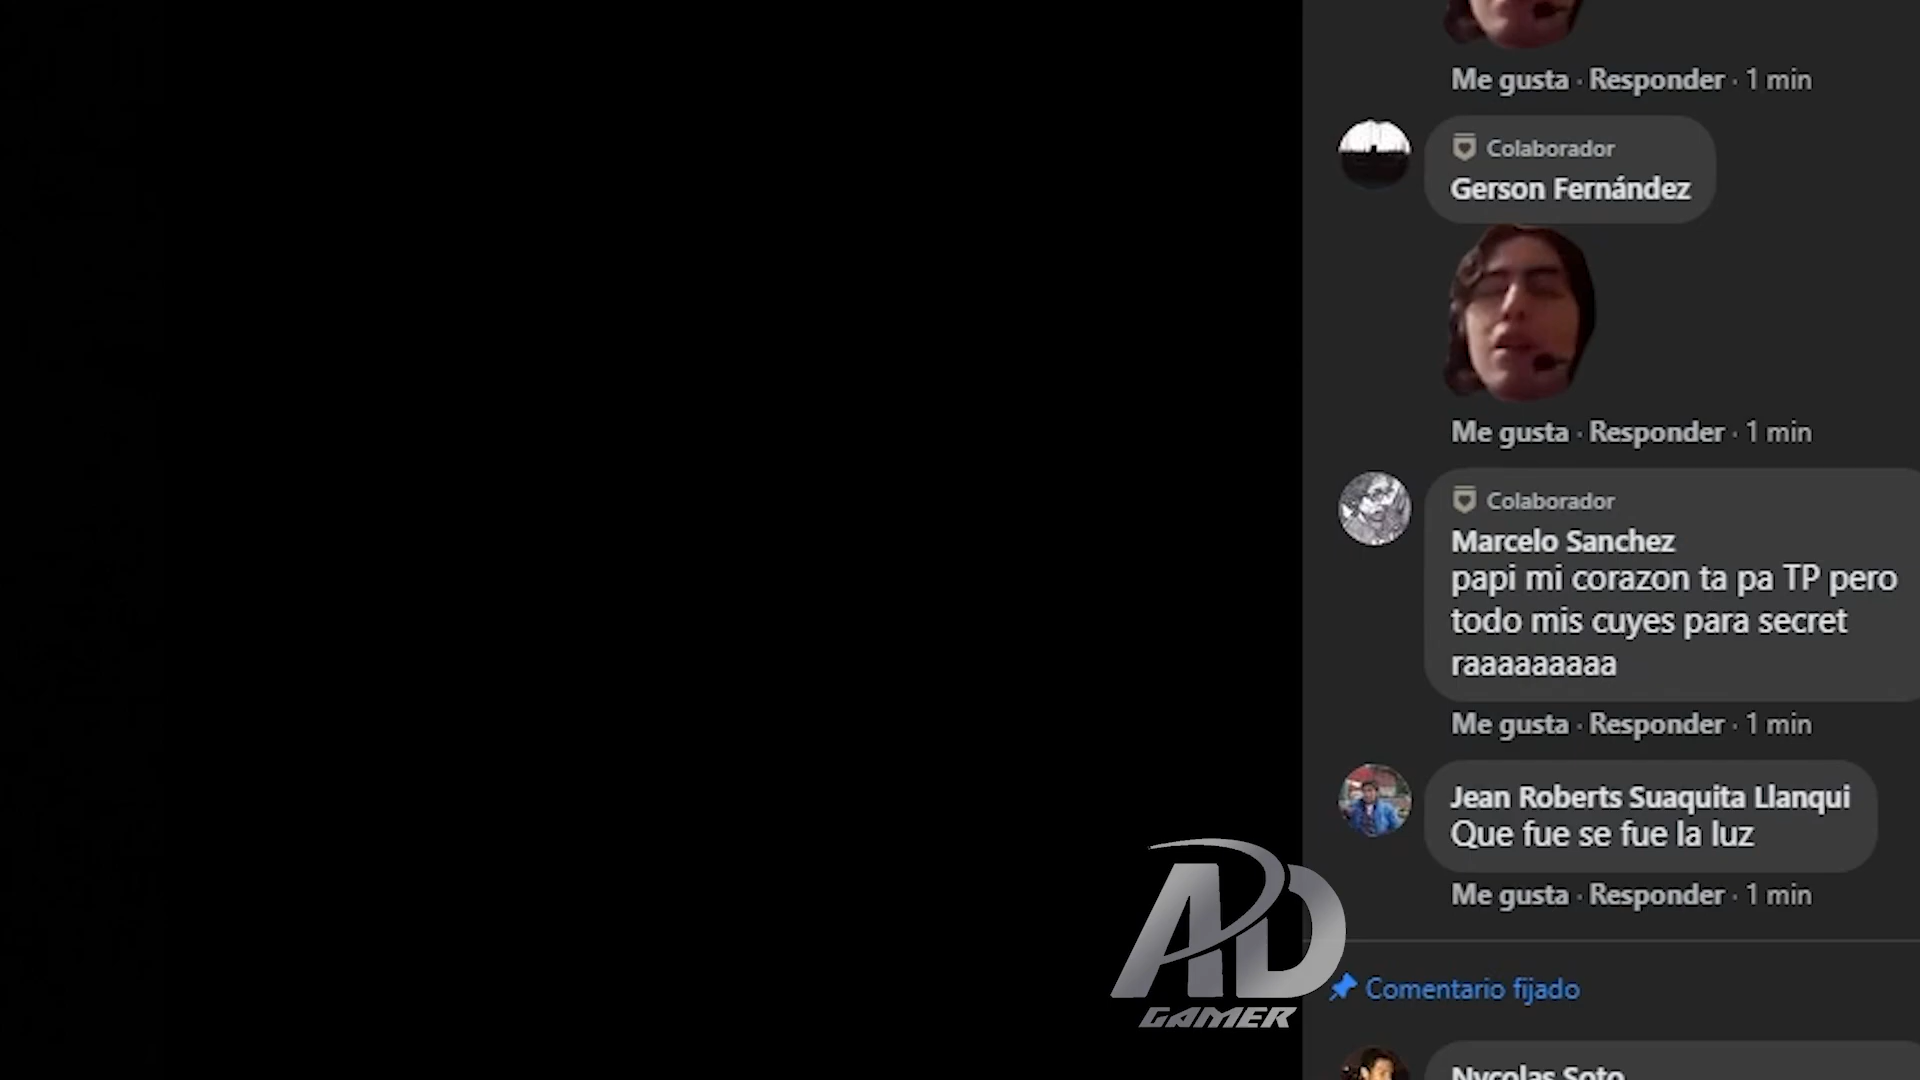 Me gusta · Responder · 1 min
Colaborador
Gerson Fernández
Me gusta · Responder · 1 min
Colaborador
Marcelo Sanchez
papi mi corazon ta pa TP pero
todo mis cuyes para secret
raaaaaaaaa
Me gusta · Responder · 1 min
Jean Roberts Suaquita Llanqui
Que fue se fue la luz
Me gusta · Responder · 1 min
AD
GAMER
Comentario fijado
Nycolas Soto